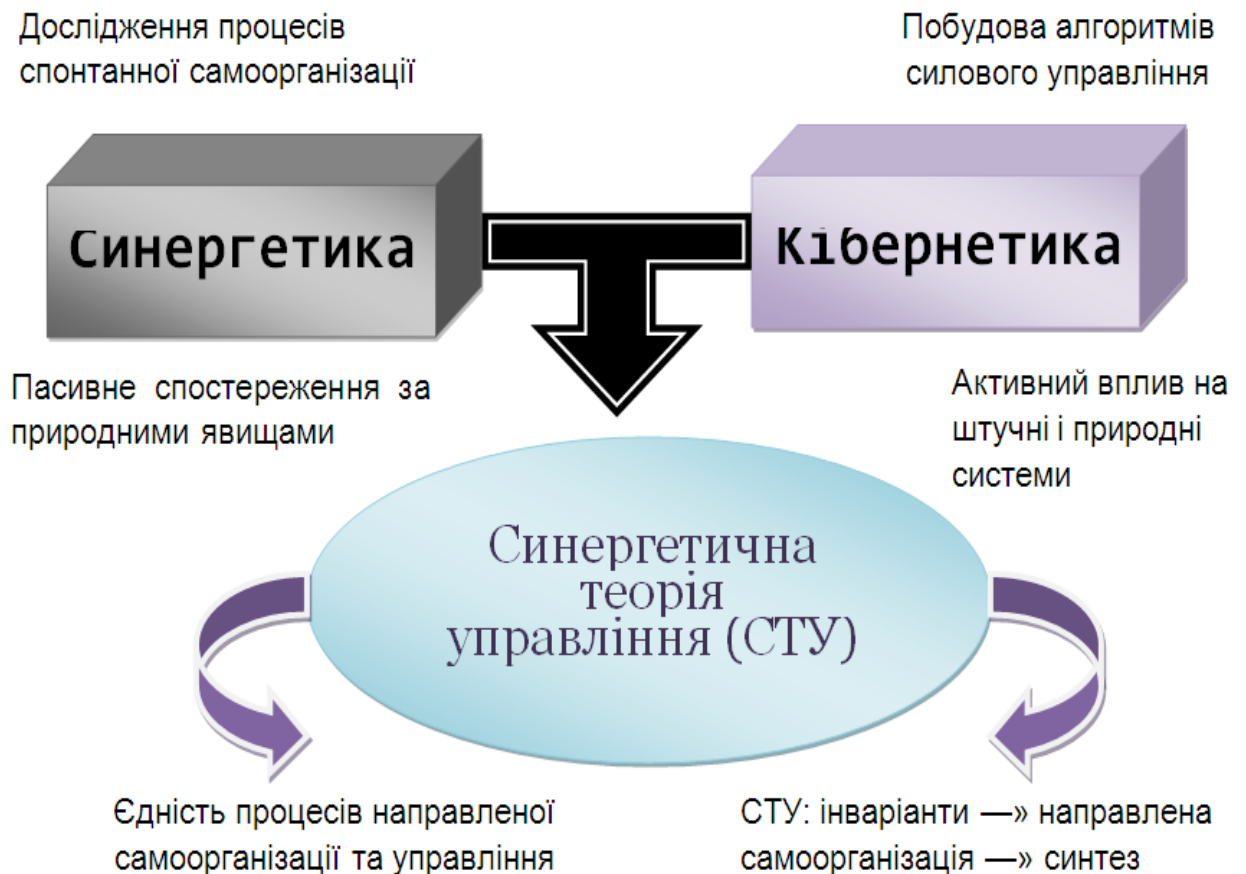 Дослідження процесів
спонтанної самоорганізації
Побудова алгоритмів
силового управління
Синергетика
Кібернетика
Пасивне спостереження за
природними явищами
Активний вплив на
штучні і природні
системи
Синергетична
теорія
управління (СТУ)
Єдність процесів направленої
самоорганізації та управління
СТУ: інваріанти —» направлена
самоорганізація —» синтез